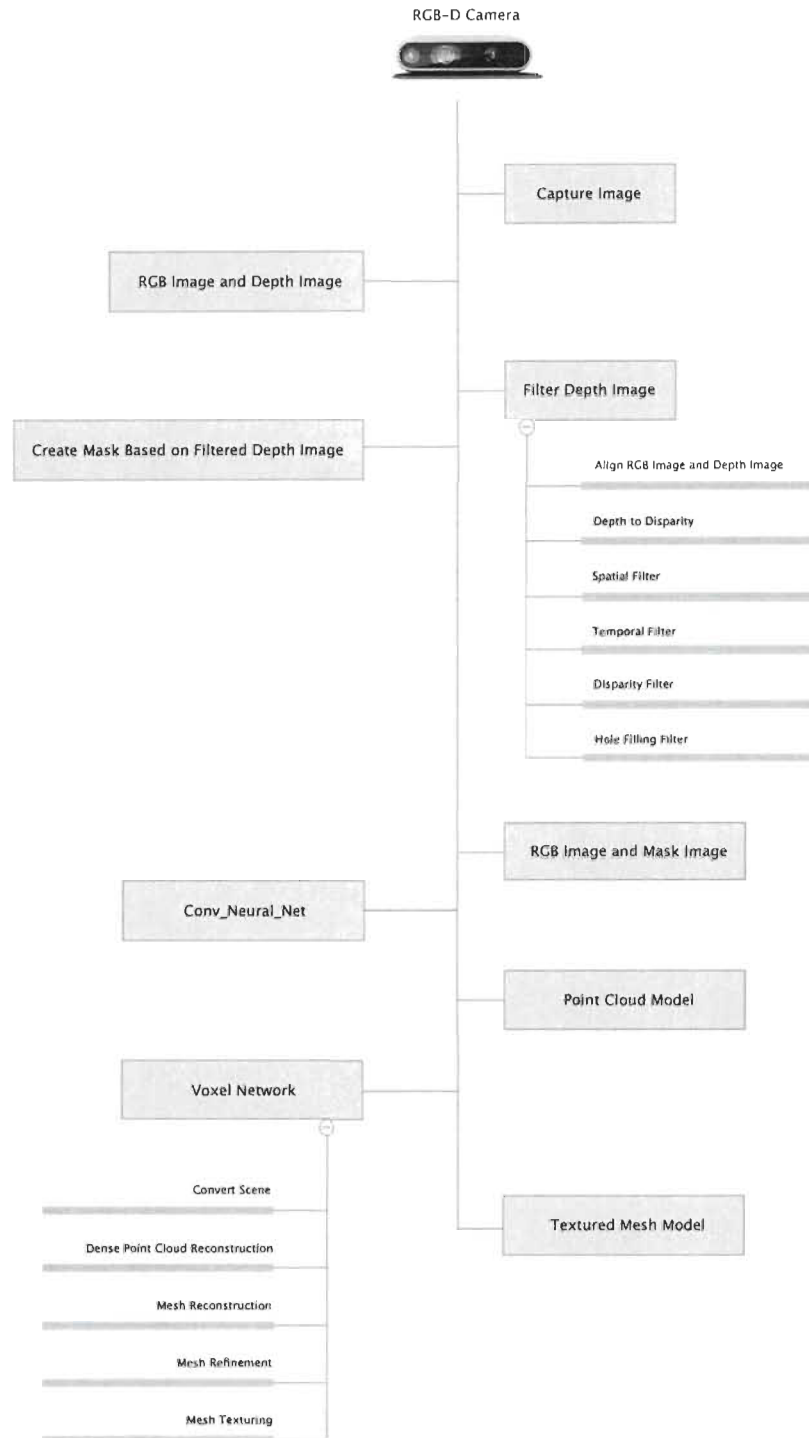 RGB-D Camera
Capture Image
RGB Image and Depth Image
Filter Depth Image
Create Mask Based on Filtered Depth Image
Align RGB Image and Depth Image
Depth to Disparity
Spatial Filter
Temporal Filter
Disparity Filter
Hole Filling Filter
RGB Image and Mask Image
Conv_Neural_Net
Point Cloud Model
Voxel Network
Convert Scene
Textured Mesh Model
Dense Point Cloud Reconstruction
Mesh Reconstruction
Mesh Refinement
Mesh Texturing